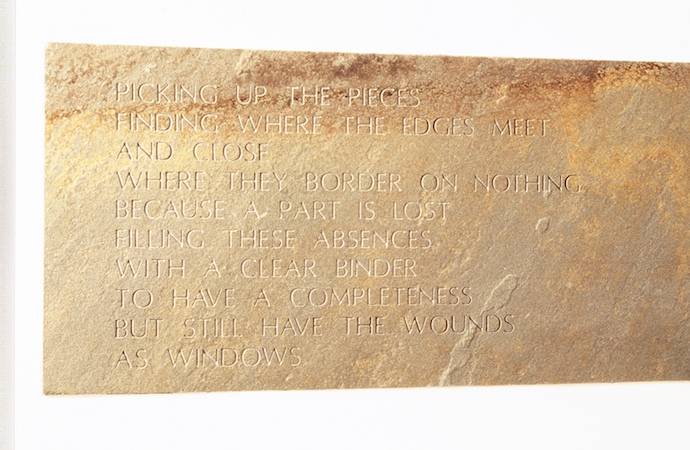 PICKING UP THE PIECES
FINDING WHERE THE EDGES MEET
AND CLOSE
WHERE THEY BORDER ON NOTHING
BECAUSE A PART IS LOST
FILLING THESE ABSENCES
WITH A CLEAR BINDER
TO HAVE A COMPLETENESS
BUT STILL HAVE THE WOUNDS
AS WINDOWS